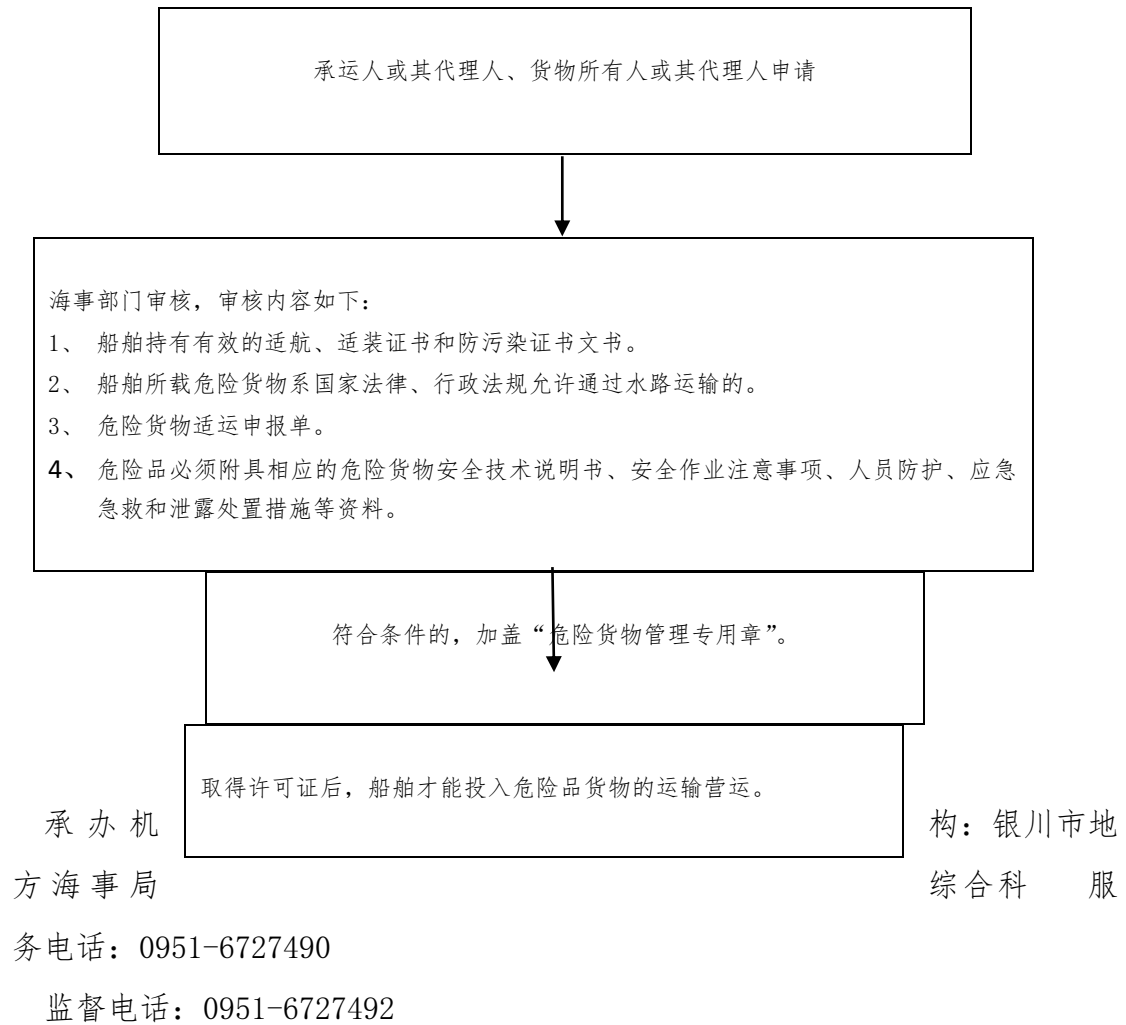 承运人或其代理人、货物所有人或其代理人申请
海事部门审核，审核内容如下：
1、 船舶持有有效的适航、适装证书和防污染证书文书。
2、 船舶所载危险货物系国家法律、行政法规允许通过水路运输的。
3、 危险货物适运申报单。
4、 危险品必须附具相应的危险货物安全技术说明书、安全作业注意事项、人员防护、应急
急救和泄露处置措施等资料。
符合条件的，加盖“危险货物管理专用章”。
取得许可证后，船舶才能投入危险品货物的运输营运。
承办机构：银川市地
方海事局综合科 服
务电话：0951-6727490
监督电话：0951-6727492